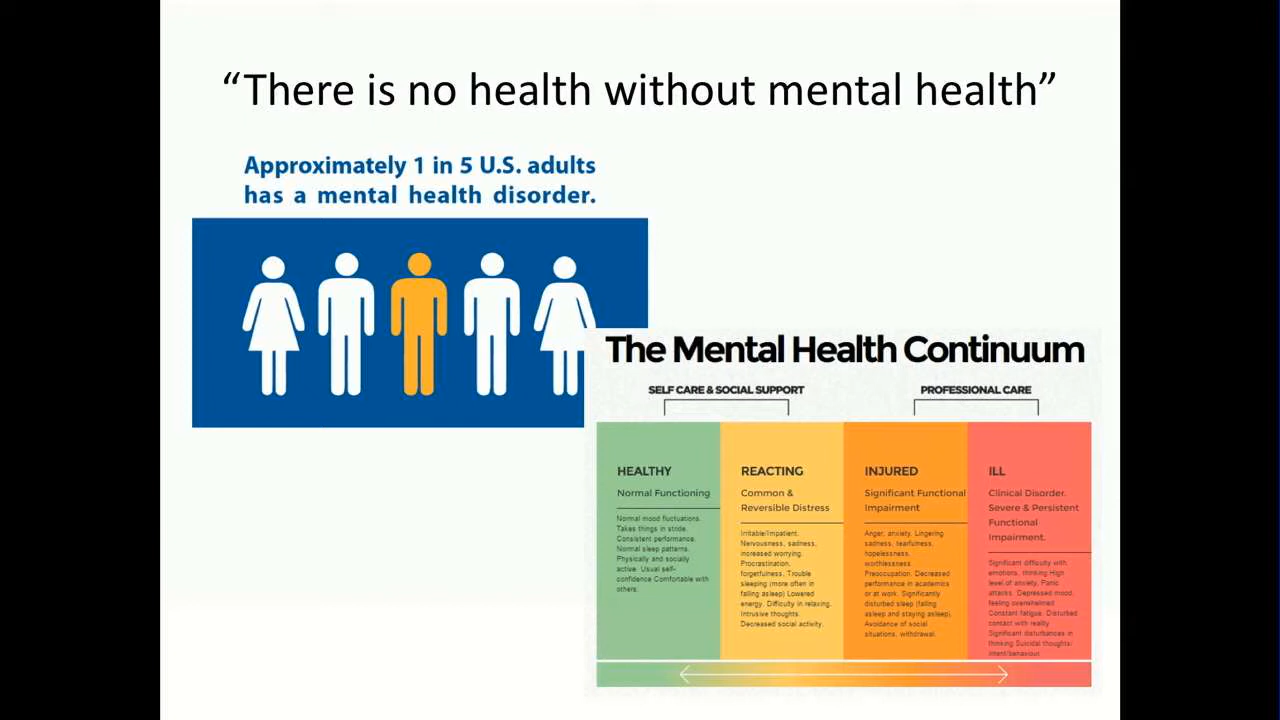 “There is no health without mental health”
Approximately 1 in 5 U.S. adults
has a mental health disorder.
The Mental Health Continuum
SELF CARE & SOCIAL SUPPORT
PROFESSIONAL CARE
HEALTHY
Normal Functioning
Normal mood fluctuations.
Takes things in stride.
Consistent performance.
Normal sleep patterns.
Physically and socially
active. Usual self-
confidence Comfortable with
others.
REACTING
Common &
Reversible Distress
Irritable/Impatient.
Nervousness, sadness,
increased worrying.
Procrastination,
forgetfulness. Trouble
sleeping (more often in
falling asleep) Lowered
energy. Difficulty in relaxing.
Intrusive thoughts.
Decreased social activity.
INJURED
Significant Functional
Impairment
Anger, anxiety. Lingering
sadness, tearfulness,
hopelessness,
worthlessness.
Preoccupation. Decreased
performance in academics
or at work. Significantly
disturbed sleep (falling
asleep and staying asleep).
Avoidance of social
situations, withdrawal.
ILL
Clinical Disorder.
Severe & Persistent
Functional
Impairment.
Significant difficulty with
emotions, thinking High
level of anxiety. Panic
attacks. Depressed mood,
feeling overwhelmed
Constant fatigue. Disturbed
contact with reality
Significant disturbances in
thinking Suicidal thoughts/
intent/behaviour.